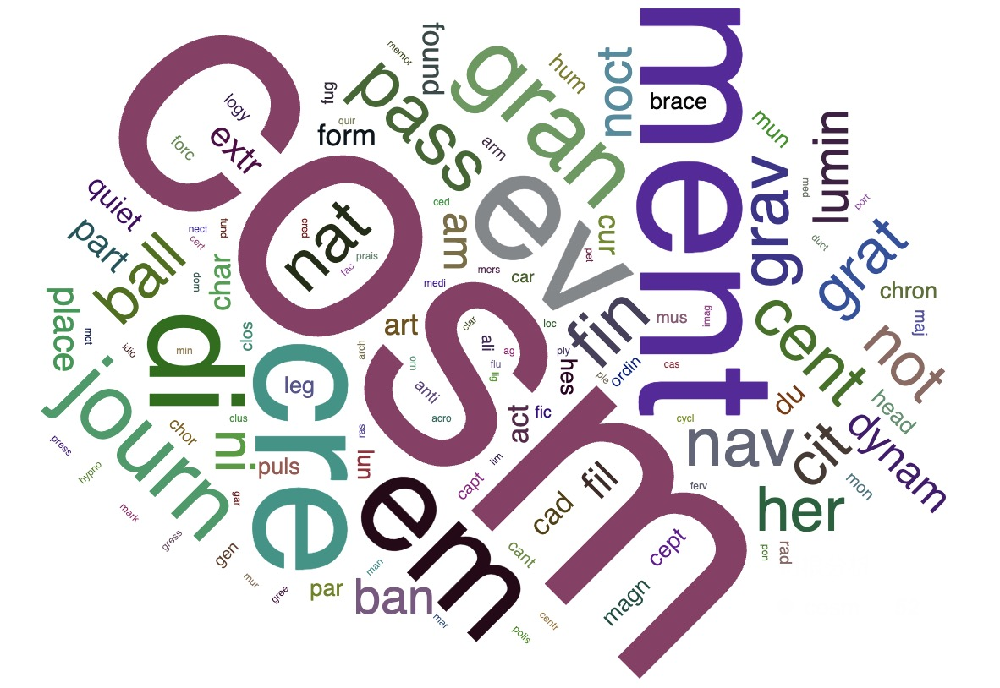 cosm
ment
cre
ev
em
gran
journ
di
pass
nav
nat
fin
cent
ball
grav
grat
not
her
cit
dynam
lumin
noct
ban
extr
place
quiet
part
char
form
found
hum
fug
quir
memor
arm
brace
mun
med
port
duct
chron
maj
head
du
mon
rad
pon
ferv
cycl
cas
mus
imag
ordin
ple
ply
hes
loc
car
cur
pet
am
ced
mers
medi
art
arch
orn
anti
acro
clar
ali
ag
flu
lig
act
fic
lim
capt
cad
fil
cept
magn
cant
centr
polis
mar
man
par
gree
mur
gen
gress
mark
hypno
press
chor
gar
ni
clus
puls
leg
ras
lun
min
clos
idio
mot
dom
cert
nect
fund
cred
prais
fac
logy
forc